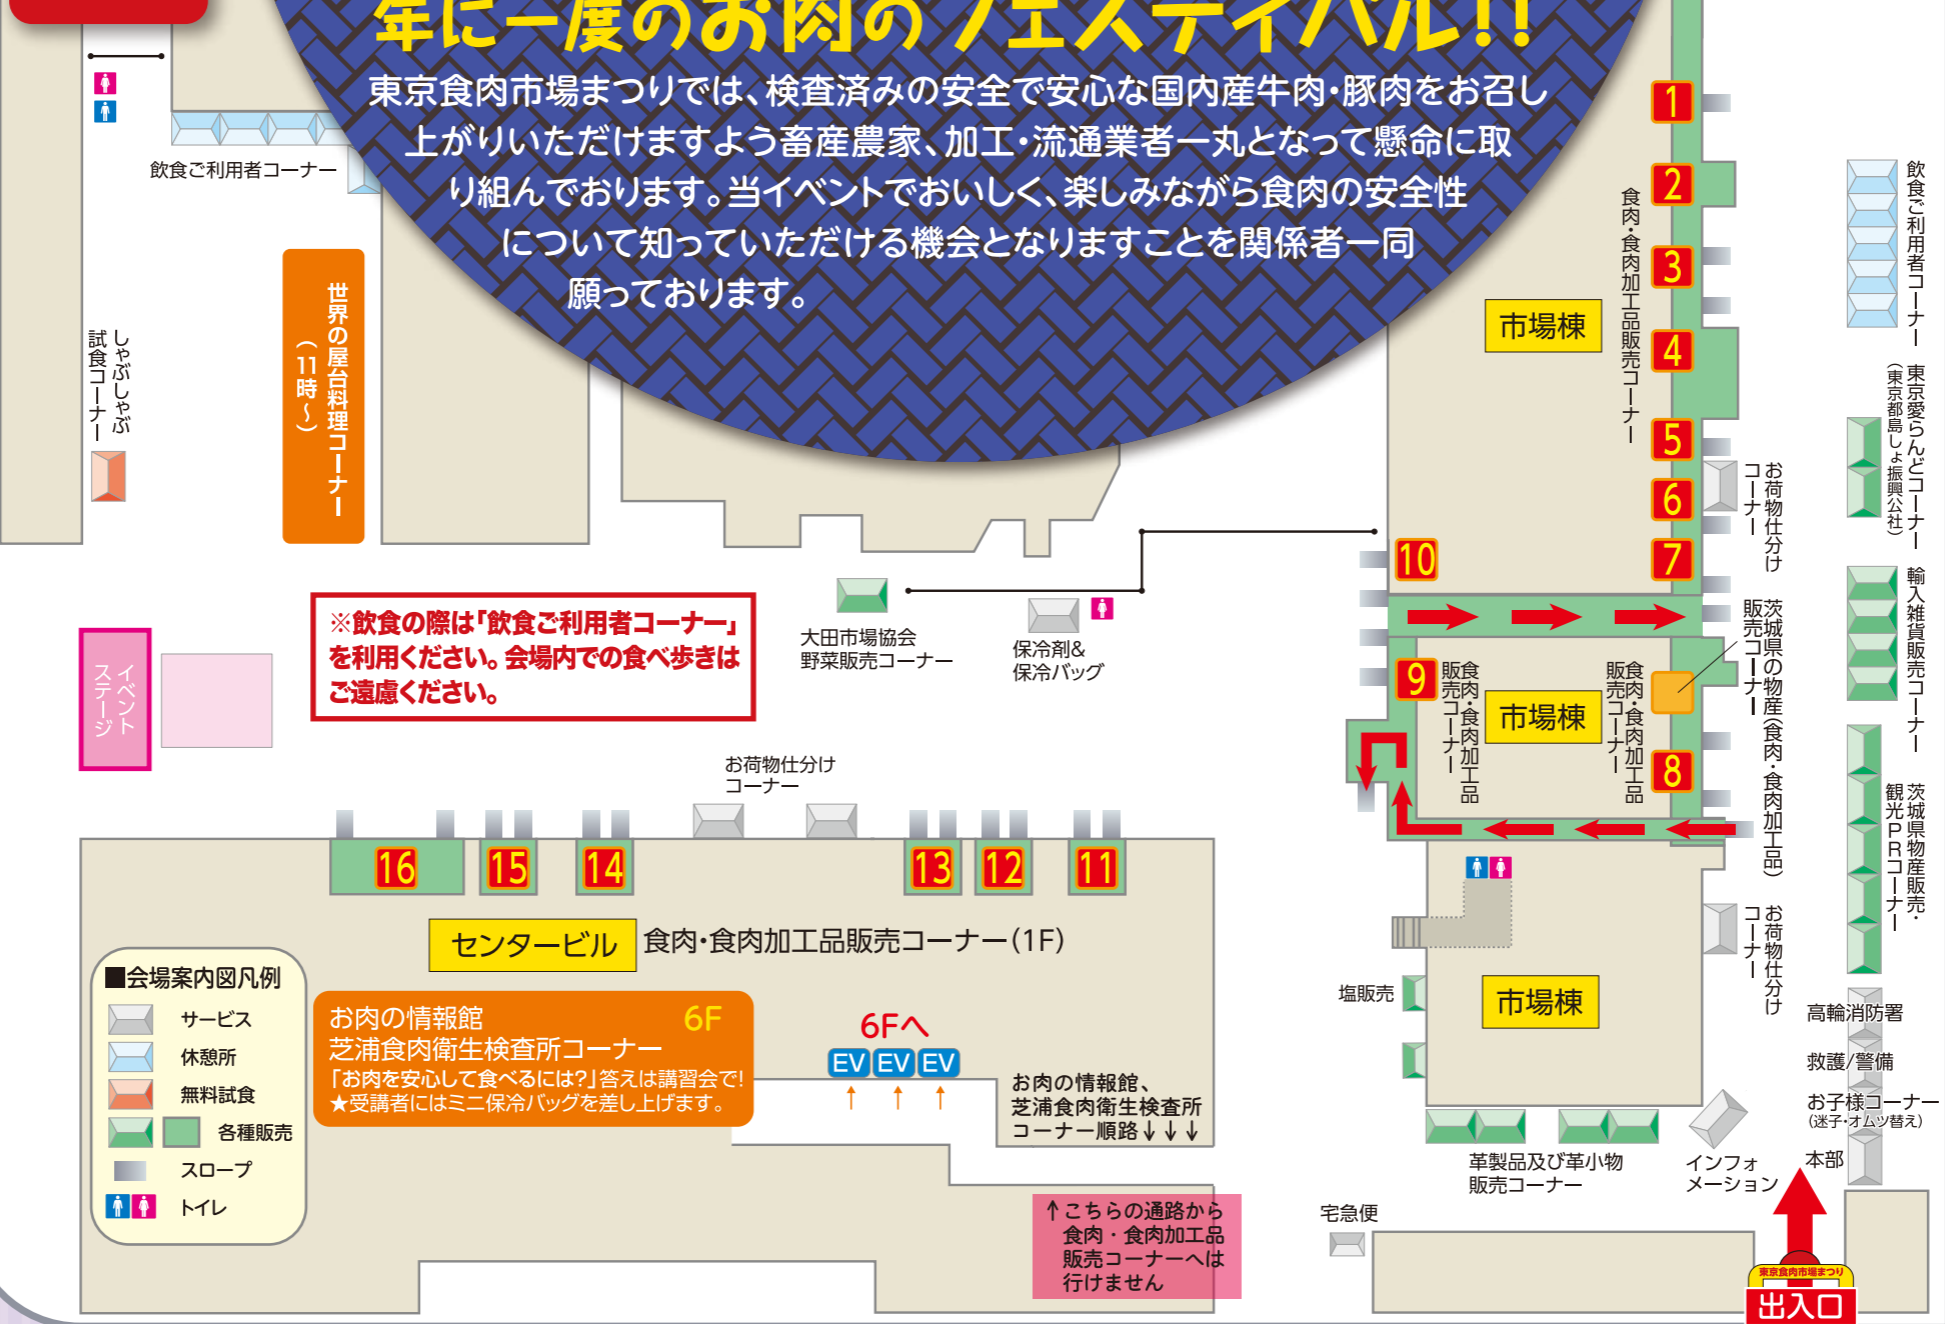 年に一度のお肉のフェスティバル!!
東京食肉市場まつりでは、検査済みの安全で安心な国内産牛肉・豚肉をお召し
上がりいただけますよう畜産農家、加工・流通業者一丸となって懸命に取
り組んでおります。当イベントでおいしく、楽しみながら食肉の安全性
について知っていただける機会となりますことを関係者一同
願っております。
飲食ご利用者コーナー
世界の屋台料理コーナー
(11時～)
しゃぶしゃぶ
試食コーナー
市場棟
食肉・食肉加工品販売コーナー
1
2
3
4
5
6
7
10
飲食ご利用者コーナー
東京愛らんどコーナー
(東京都島しょ振興公社)
お荷物仕分け
コーナー
輸入雑貨販売コーナー
茨城県の物産(食肉・食肉加工品)
販売コーナー
※飲食の際は「飲食ご利用者コーナー」
を利用ください。会場内での食べ歩きは
ご遠慮ください。
大田市場協会
野菜販売コーナー
保冷剤&
保冷バッグ
イベント
ステージ
9
食肉・食肉加工品
販売コーナー
市場棟
食肉・食肉加工品
販売コーナー
8
茨城県物産販売・
観光PRコーナー
お荷物仕分け
コーナー
16
15
14
13
12
11
センタービル
食肉・食肉加工品販売コーナー(1F)
お荷物仕分け
コーナー
塩販売
市場棟
■会場案内図凡例
サービス
休憩所
無料試食
各種販売
スロープ
トイレ
お肉の情報館 6F
芝浦食肉衛生検査所コーナー
「お肉を安心して食べるには?」答えは講習会で!
★受講者にはミニ保冷バッグを差し上げます。
6Fへ
EV EV EV
お肉の情報館、
芝浦食肉衛生検査所
コーナー順路↓↓↓
↑こちらの通路から
食肉・食肉加工品
販売コーナーへは
行けません
高輪消防署
救護/警備
お子様コーナー
(迷子・オムツ替え)
本部
革製品及び革小物
販売コーナー
インフォ
メーション
宅急便
東京食肉市場まつり
出入口